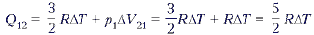 Q₁₂ = 3/2 RΔT + p₁ΔV₂₁ = 3/2 RΔT + RΔT = 5/2 RΔT